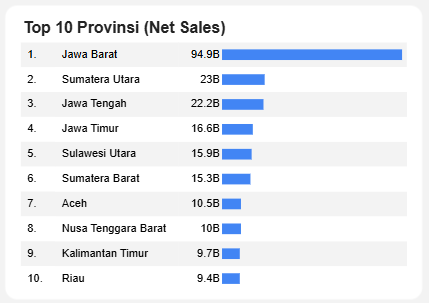 Top 10 Provinsi (Net Sales)
1. Jawa Barat 94.9B
2. Sumatera Utara 23B
3. Jawa Tengah 22.2B
4. Jawa Timur 16.6B
5. Sulawesi Utara 15.9B
6. Sumatera Barat 15.3B
7. Aceh 10.5B
8. Nusa Tenggara Barat 10B
9. Kalimantan Timur 9.7B
10. Riau 9.4B